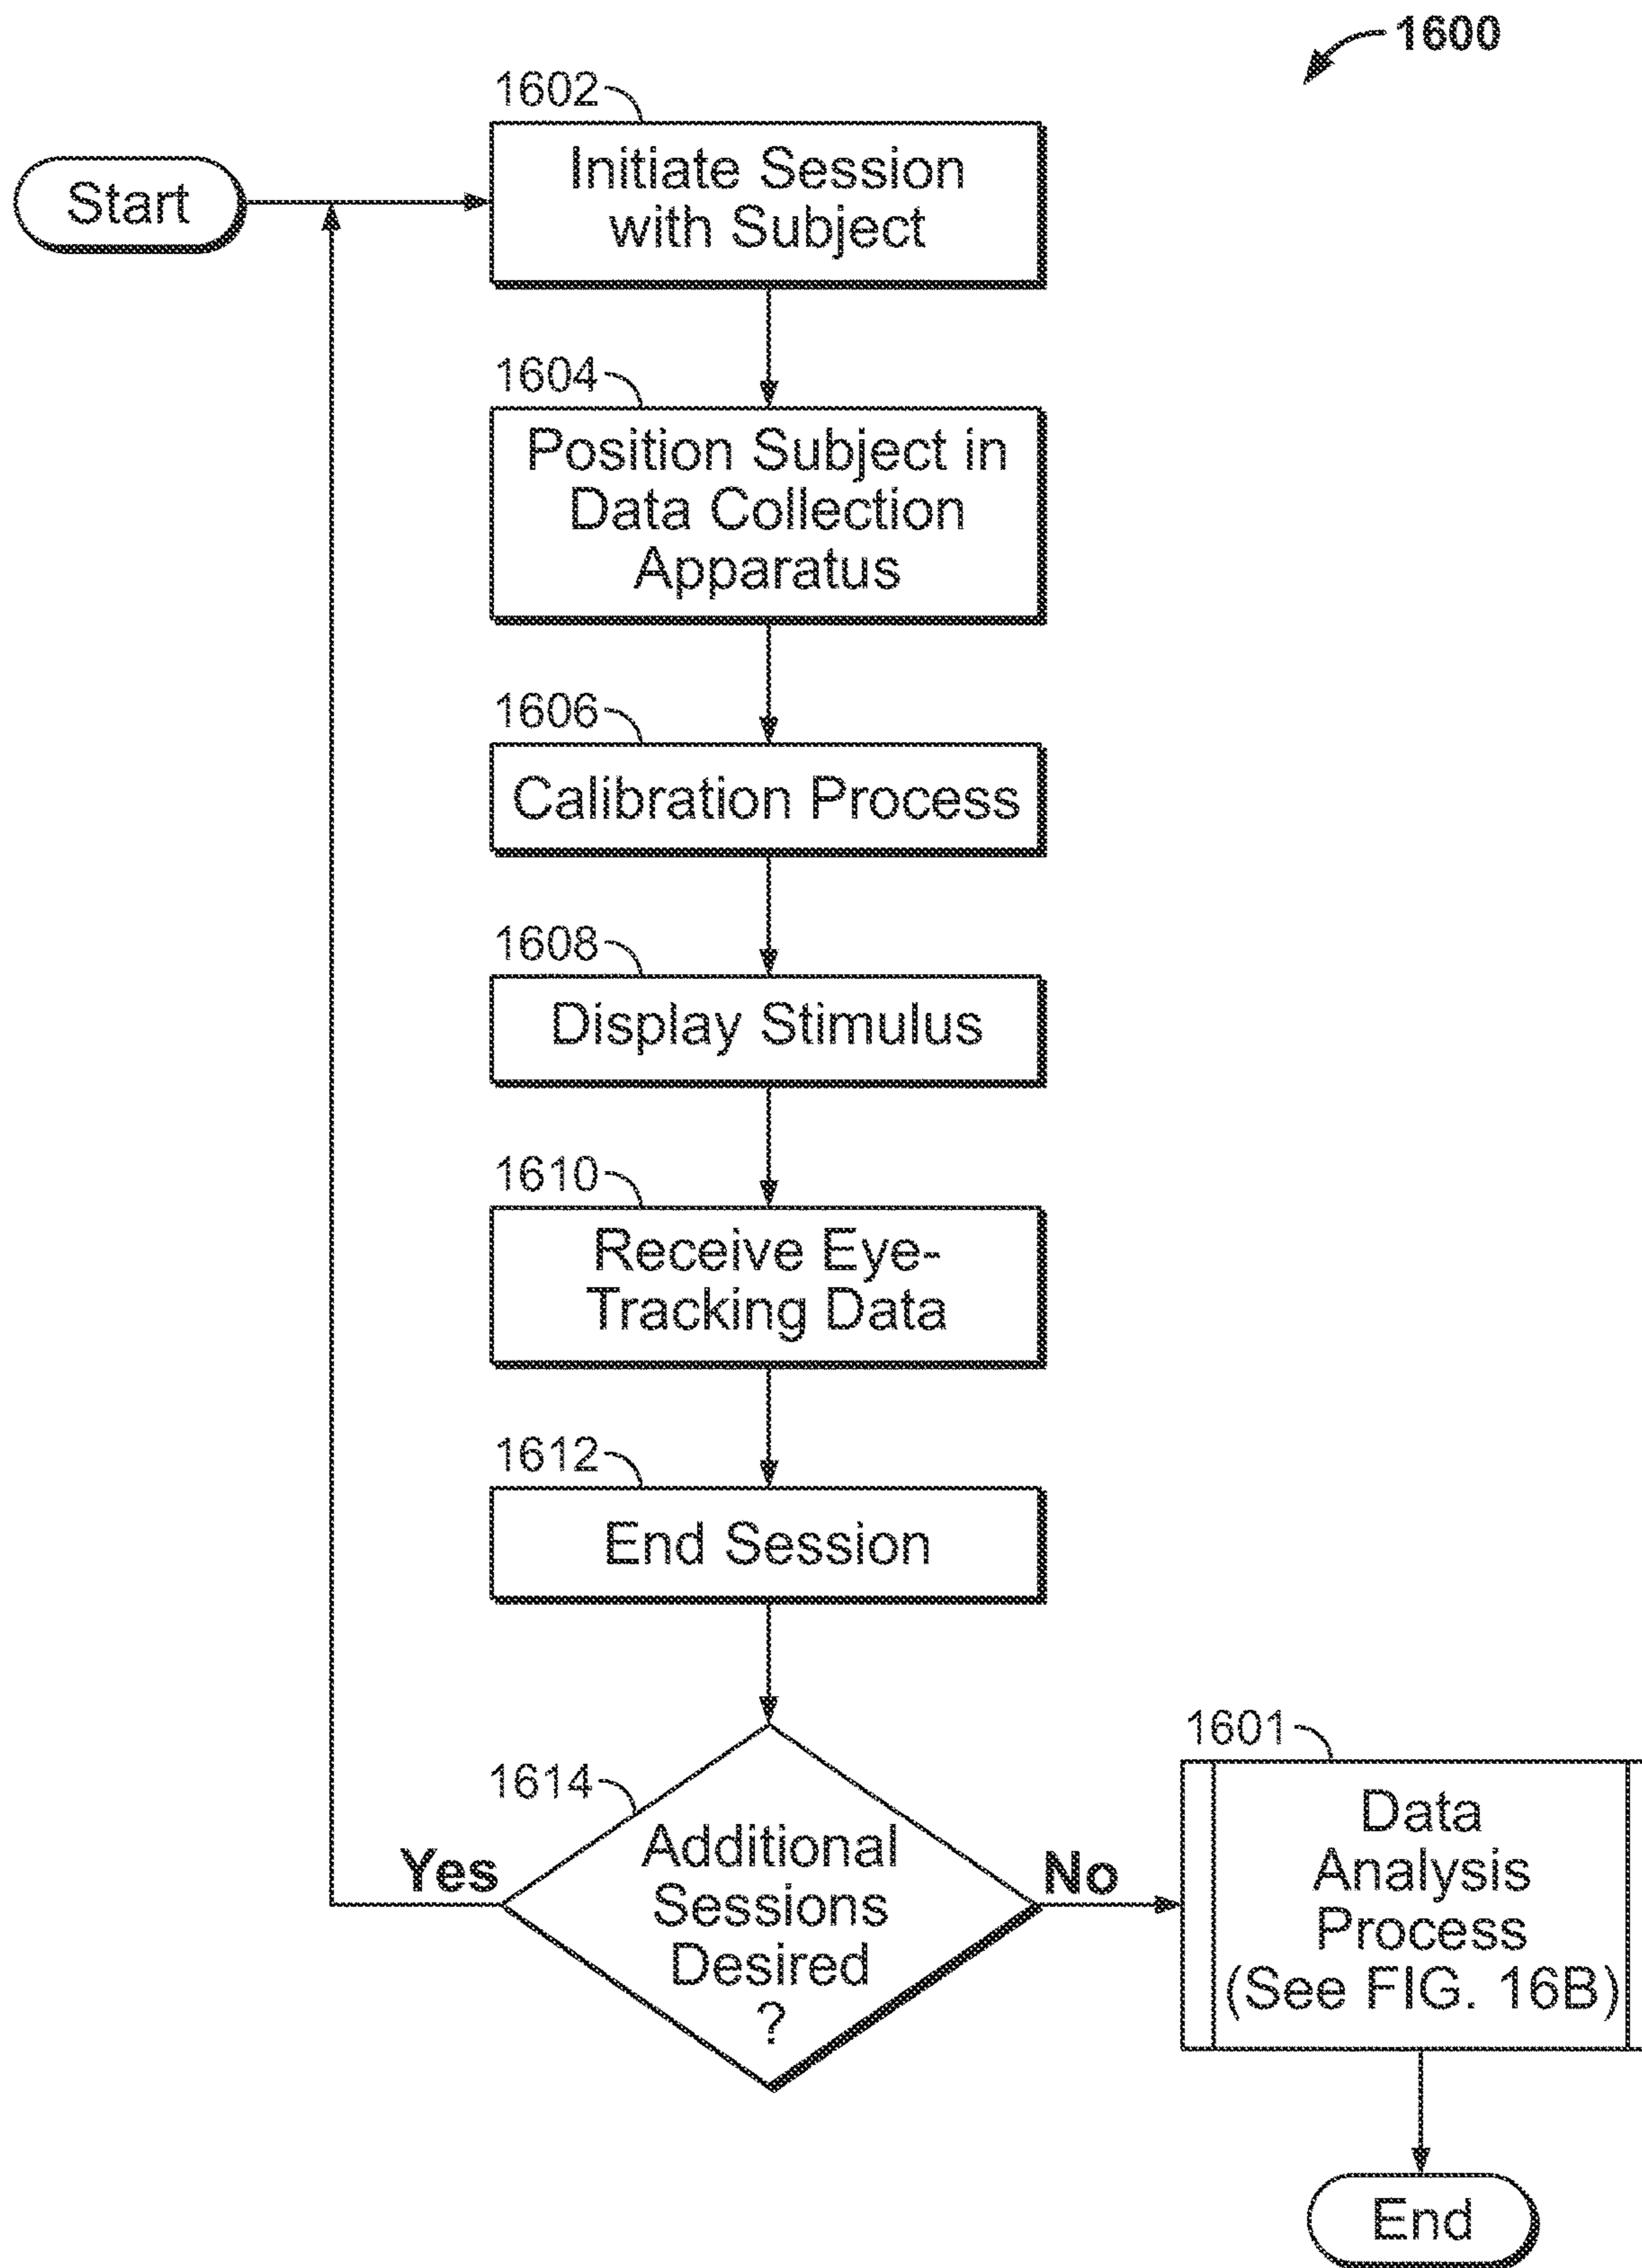 1600
1602
Start
Initiate Session
with Subject
1604
Position Subject in
Data Collection
Apparatus
1606
Calibration Process
1608
Display Stimulus
1610
Receive Eye-
Tracking Data
1612
End Session
1614
Additional
Sessions
Desired
?
Yes
No
1601
Data
Analysis
Process
(See FIG. 16B)
End